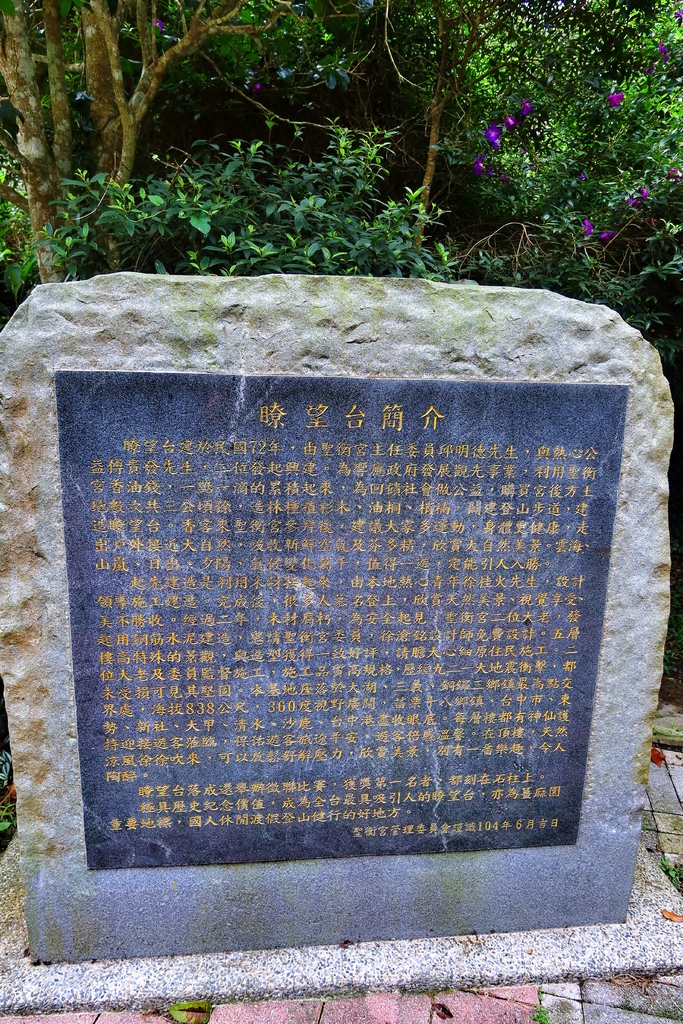 瞭望台簡介
瞭望台建於民國72年，由聖衡宮主任委員邱明德先生，與熱心公
益傅貴發先生，二位發起興建。為響應政府發展觀光事業，利用聖衡
宮香油錢，一點一滴的累積起來，為回饋社會做公益，購買宮後方土
地數次共三公頃餘，造林種植杉木、油桐、梧桐，開建登山步道，建
造瞭望台。香客來聖衡宮參拜後，建議大家多運動，身體更健康，走
出戶外接近大自然，吸收新鮮空氣及芬多精，欣賞大自然美景。雲海、
山嵐、日出、夕陽，氣候變化萬千，值得一遊，定能引人入勝。
起先建造是利用木材搭起來，由本地熱心青年徐桂火先生，設計
領導施工建造。完成後，很多人慕名登上，欣賞天然美景、視覺享受、
美不勝收。經過二年，木材腐朽，為安全起見，聖衡宮二位大老，發
起用鋼筋水泥建造，邀請聖衡宮委員，徐滄銘設計師免費設計。五層
樓高特殊的景觀，與造型獲得一致好評，請膽大心細原住民施工。二
位大老及委員監督施工，施工品質高規格，歷經九二一大地震衝擊，都
未受損可見其堅固。本基地座落於大湖、三義、銅鑼三鄉鎮最高點交
界處，海拔838公尺，360度視野廣闊，苗栗十八鄉鎮、台中市、東
勢、新社、大甲、清水、沙鹿、台中港盡收眼底。每層樓都有神仙護
持迎接遊客蒞臨，保佑遊客旅途平安，遊客倍感溫馨。在頂樓，天然
涼風徐徐吹來，可以放鬆紓解壓力，欣賞美景，別有一番樂趣，令人
陶醉。
瞭望台落成還舉辦徵聯比賽，獲獎第一名者，都刻在石柱上。
極具歷史紀念價值，成為全台最具吸引人的瞭望台，亦為薑麻園
重要地標，國人休閒渡假登山健行的好地方。
聖衡宮管理委員會謹識104年6月吉日